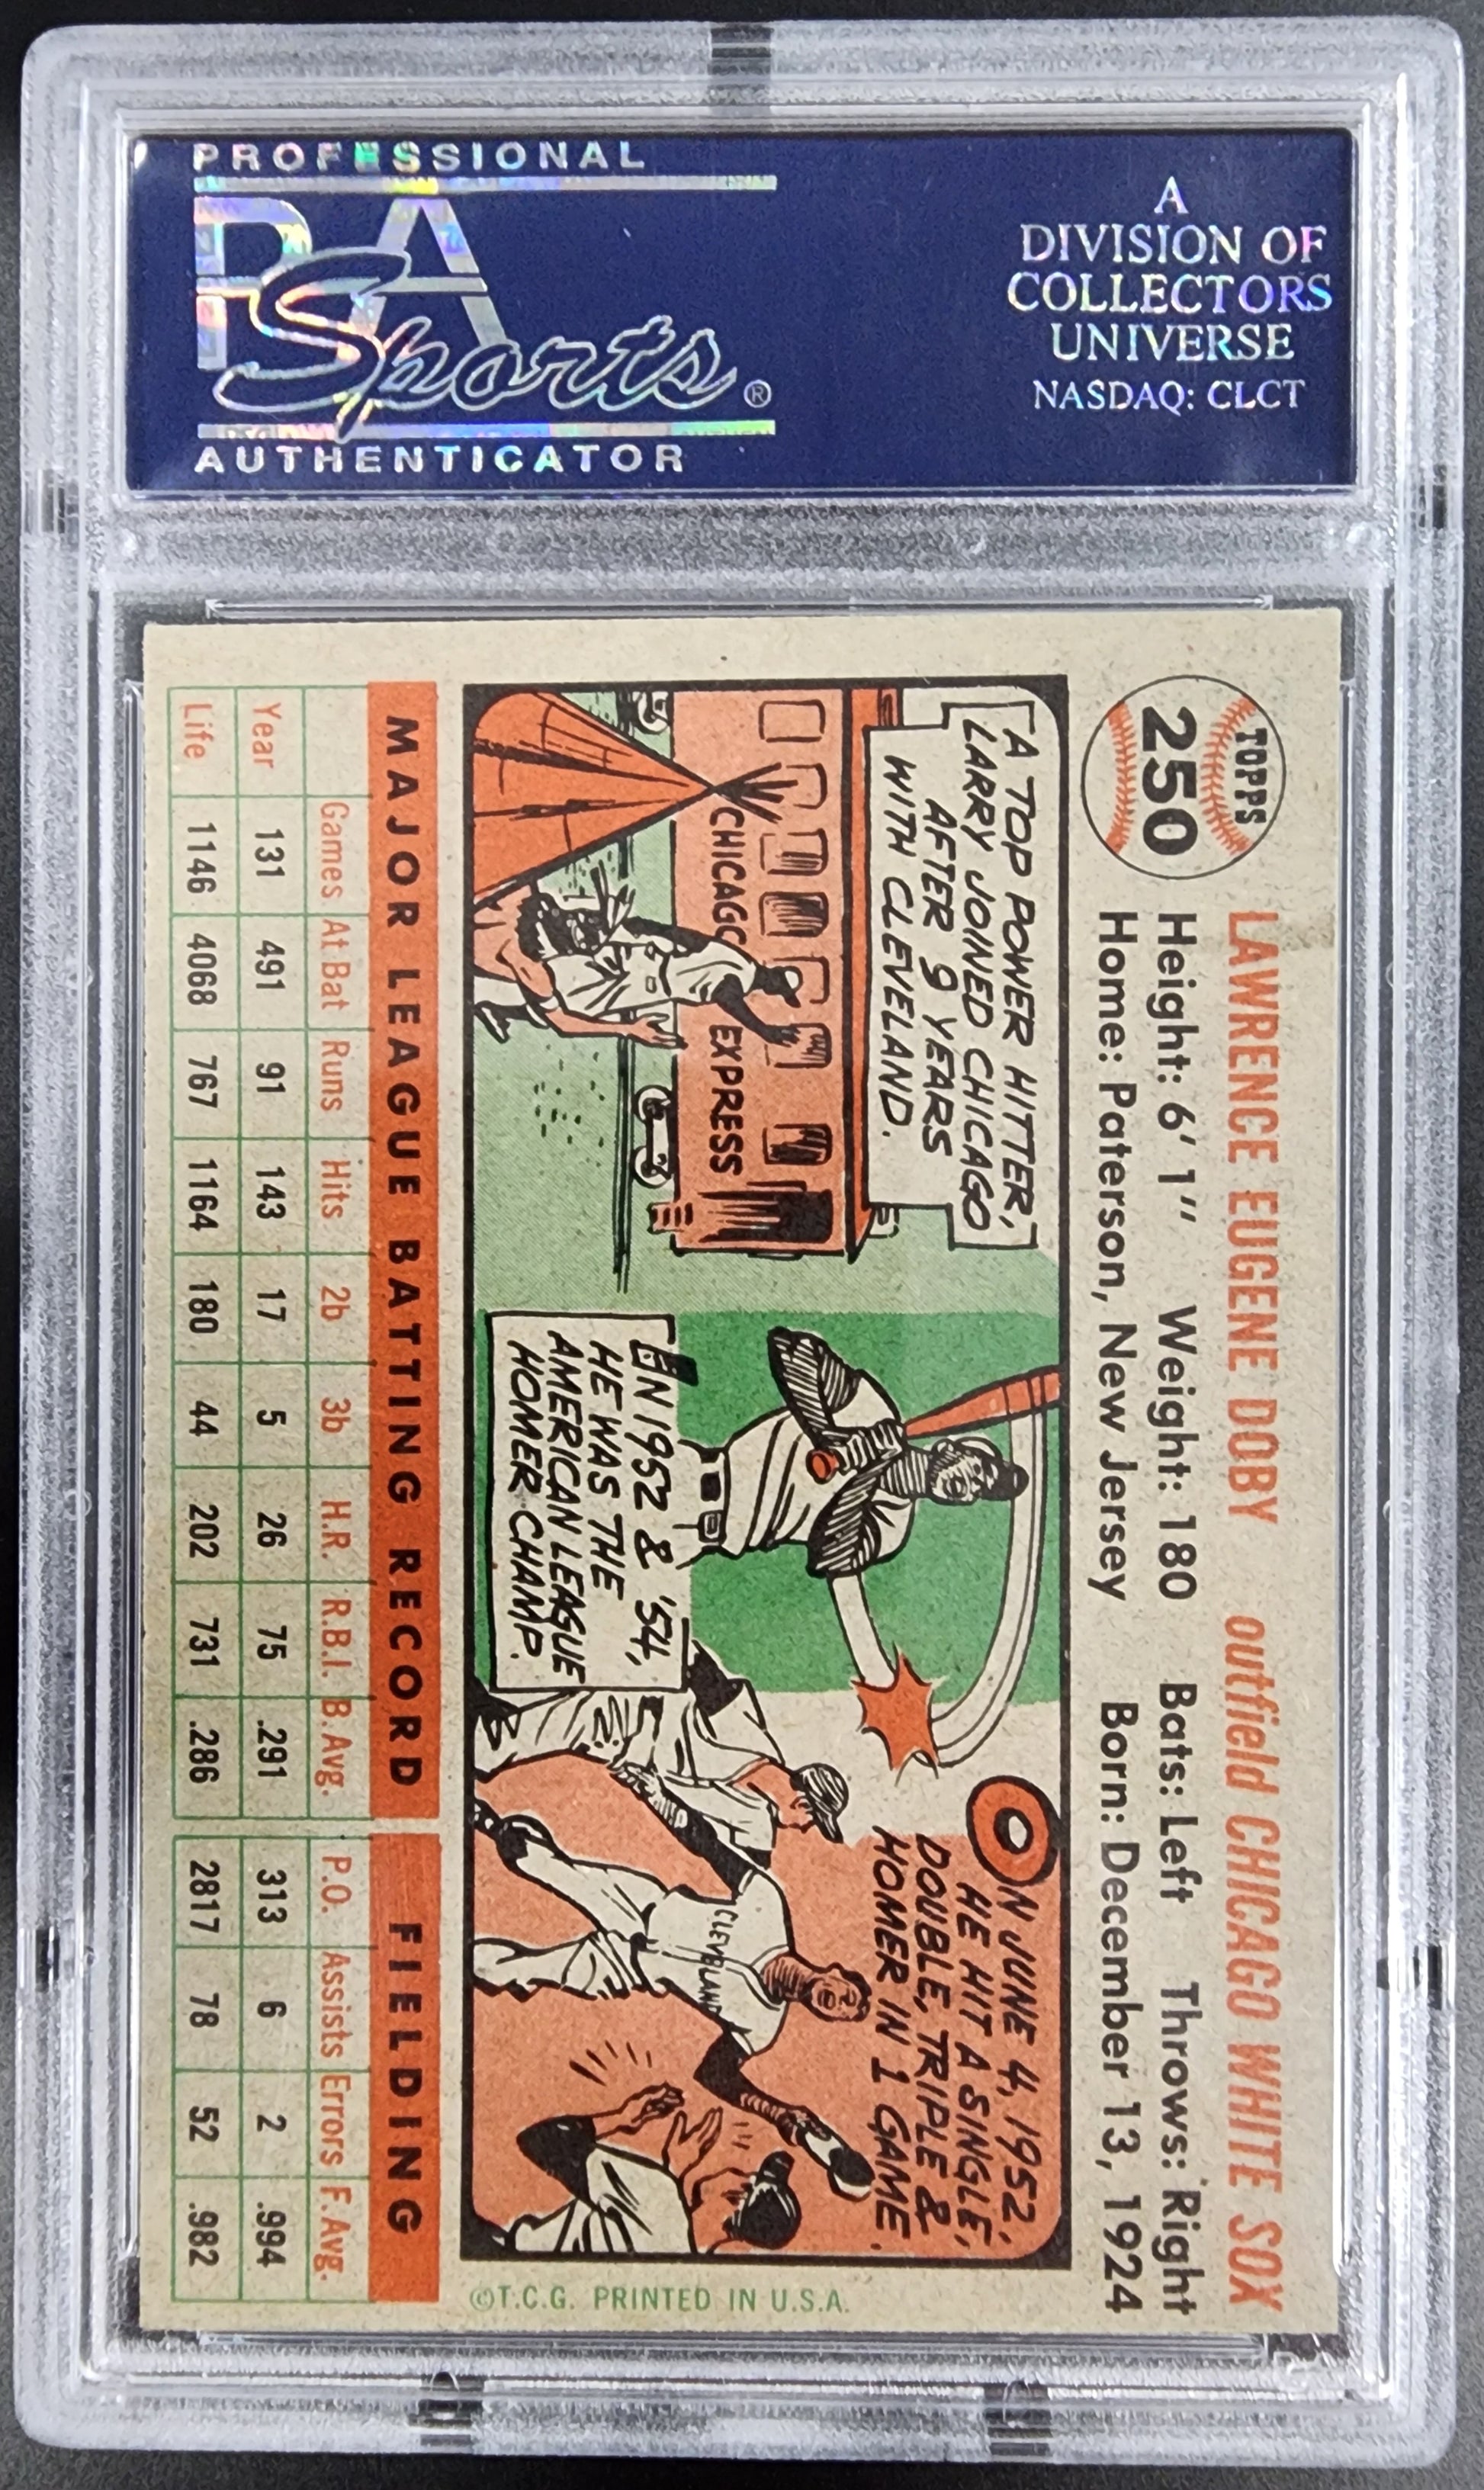 PROFESSIONAL
PSA
Sports®
AUTHENTICATOR
A
DIVISION OF
COLLECTORS
UNIVERSE
NASDAQ: CLCT
TOPPS
250
LAWRENCE EUGENE DOBY outfield CHICAGO WHITE SOX
Height: 6' 1" Weight: 180 Bats: Left Throws: Right
Home: Paterson, New Jersey Born: December 13, 1924
A TOP POWER HITTER,
LARRY JOINED CHICAGO
AFTER 9 YEARS
WITH CLEVELAND.
CHICAGO EXPRESS
IN 1952 & '54,
HE WAS THE
AMERICAN LEAGUE
HOMER CHAMP.
ON JUNE 4, 1952,
HE HIT A SINGLE,
DOUBLE, TRIPLE &
HOMER IN 1 GAME.
CLEVELAND
©T.C.G. PRINTED IN U.S.A.
MAJOR LEAGUE BATTING RECORD FIELDING
Games At Bat Runs Hits 2b 3b H.R. R.B.I. B.Avg. P.O. Assists Errors F.Avg.
Year 131 491 91 143 17 5 26 75 .291 313 6 2 .994
Life 1146 4068 767 1164 180 44 202 731 .286 2817 78 52 .982